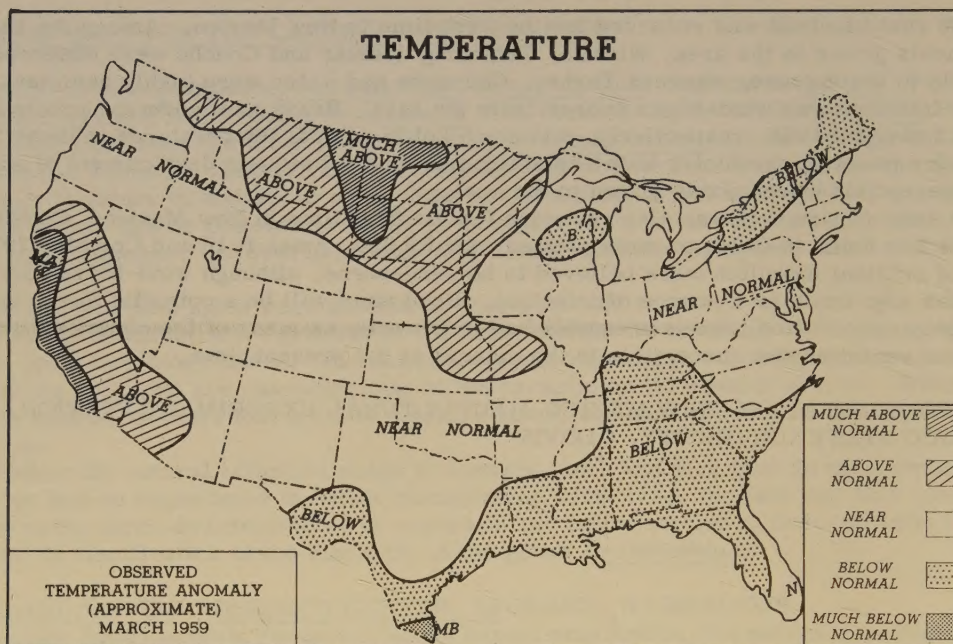 TEMPERATURE
NEAR
NORMAL
MUCH
ABOVE
ABOVE
ABOVE
BELOW
B
MA
NEAR
NORMAL
ABOVE
NEAR NORMAL
BELOW
BELOW
MB
N
OBSERVED
TEMPERATURE ANOMALY
(APPROXIMATE)
MARCH 1959
MUCH ABOVE
NORMAL
ABOVE
NORMAL
NEAR
NORMAL
BELOW
NORMAL
MUCH BELOW
NORMAL